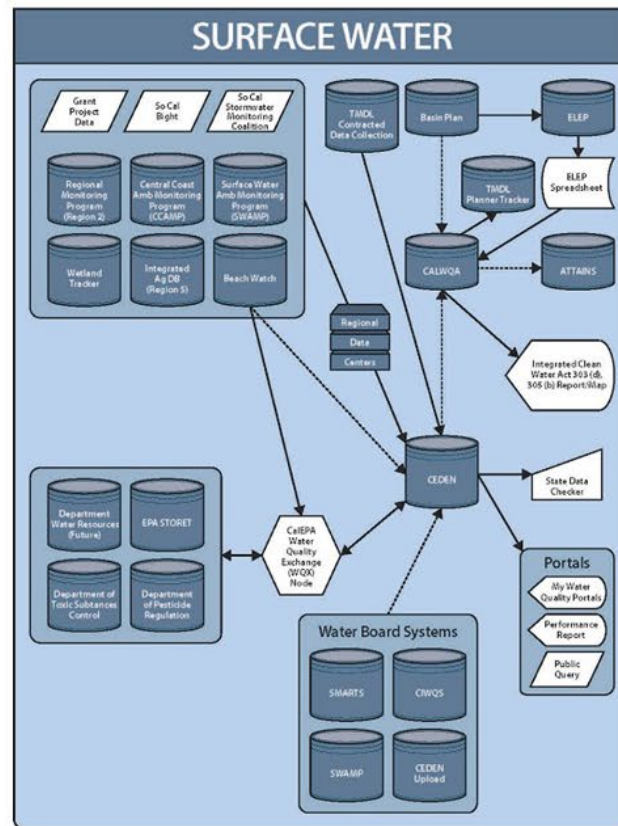 SURFACE WATER
Grant
Project
Data
So Cal
Bight
So Cal
Stormwater
Monitoring
Coalition
TMDL
Contracted
Data Collection
Basin Plan
ELEP
Regional
Monitoring
Program
(Region 2)
Central Coast
Amb Monitoring
Program
(CCAMP)
Surface Water
Amb Monitoring
Program
(SWAMP)
TMDL
Planner Tracker
ELEP
Spreadsheet
Wetland
Tracker
Integrated
Ag DB
(Region 5)
Beach Watch
CALWQA
ATTAINS
Regional
Data
Centers
Integrated Clean
Water Act 303 (d),
305 (b) Report/Map
CEDEN
State Data
Checker
Department
Water Resources
(Future)
EPA STORET
CalEPA
Water
Quality
Exchange
(WQX)
Node
Department of
Toxic Subtances
Control
Department
of Pesticide
Regulation
Portals
My Water
Quality Portals
Performance
Report
Public
Query
Water Board Systems
SMARTS
CIWQS
SWAMP
CEDEN
Upload